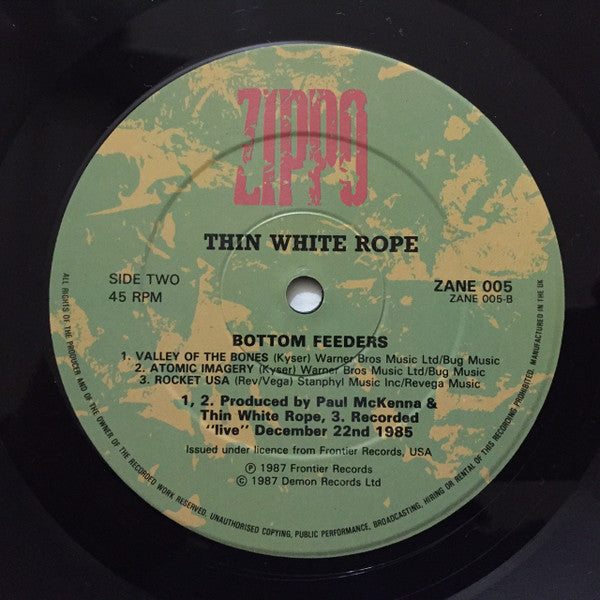 ZIPPO
THIN WHITE ROPE
SIDE TWO
45 RPM
ZANE 005
ZANE 005-B
BOTTOM FEEDERS
1. VALLEY OF THE BONES (Kyser) Warner Bros Music Ltd/Bug Music
2. ATOMIC IMAGERY (Kyser) Warner Bros Music Ltd/Bug Music
3. ROCKET USA (Rev/Vega) Stanphyl Music Inc/Revega Music
1, 2. Produced by Paul McKenna &
Thin White Rope, 3. Recorded
"live" December 22nd 1985
Issued under licence from Frontier Records, USA
℗ 1987 Frontier Records
© 1987 Demon Records Ltd
ALL RIGHTS OF THE PRODUCER AND OF THE OWNER OF THE RECORDED WORK RESERVED. UNAUTHORISED COPYING, PUBLIC PERFORMANCE, BROADCASTING, HIRING OR RENTAL OF THIS RECORDING PROHIBITED. MANUFACTURED IN THE UK